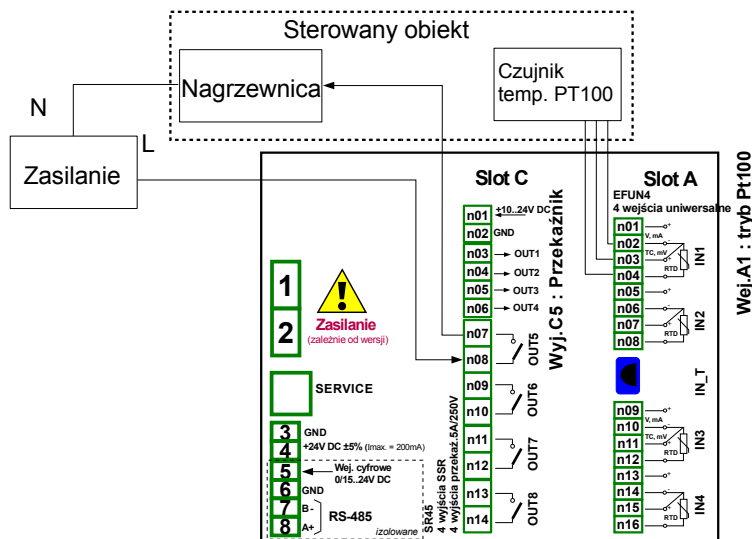 Sterowany obiekt
Nagrzewnica
Czujnik
temp. PT100
N
L
Zasilanie
Slot C
Slot A
EFUN4
4 wejścia uniwersalne
n01
+10..24V DC
n02
GND
n03
OUT1
n04
OUT2
n05
OUT3
n06
OUT4
n07
n08
OUT5
n09
n10
OUT6
n11
n12
OUT7
n13
n14
OUT8
Wyj.C5 : Przekaźnik
SR45
4 wyjścia SSR
4 wyjścia przekaź.5A/250V
n01
V, mA
n02
TC, mV
n03
RTD
n04
IN1
n05
n06
n07
RTD
n08
IN2
IN_T
n09
V, mA
n10
TC, mV
n11
RTD
n12
IN3
n13
n14
n15
RTD
n16
IN4
Wej.A1 : tryb Pt100
1
2
Zasilanie
(zależnie od wersji)
SERVICE
3 GND
4 +24V DC ±5% (Imax. = 200mA)
5 Wej. cyfrowe
0/15..24V DC
6 GND
7 B-
8 A+
RS-485
izolowane